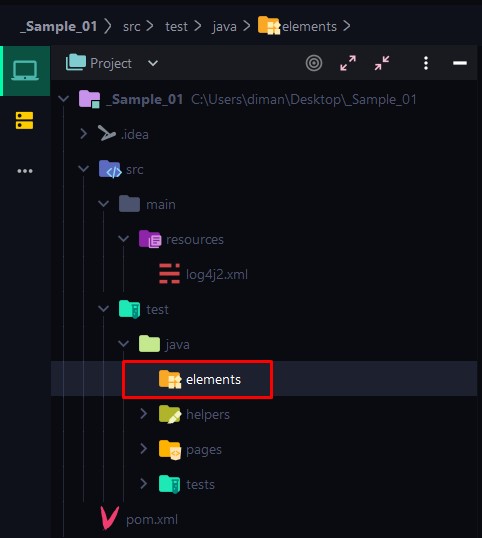 _Sample_01 > src > test > java > elements >
Project
_Sample_01 C:\Users\diman\Desktop\_Sample_01
.idea
src
main
resources
log4j2.xml
test
java
elements
helpers
pages
tests
pom.xml